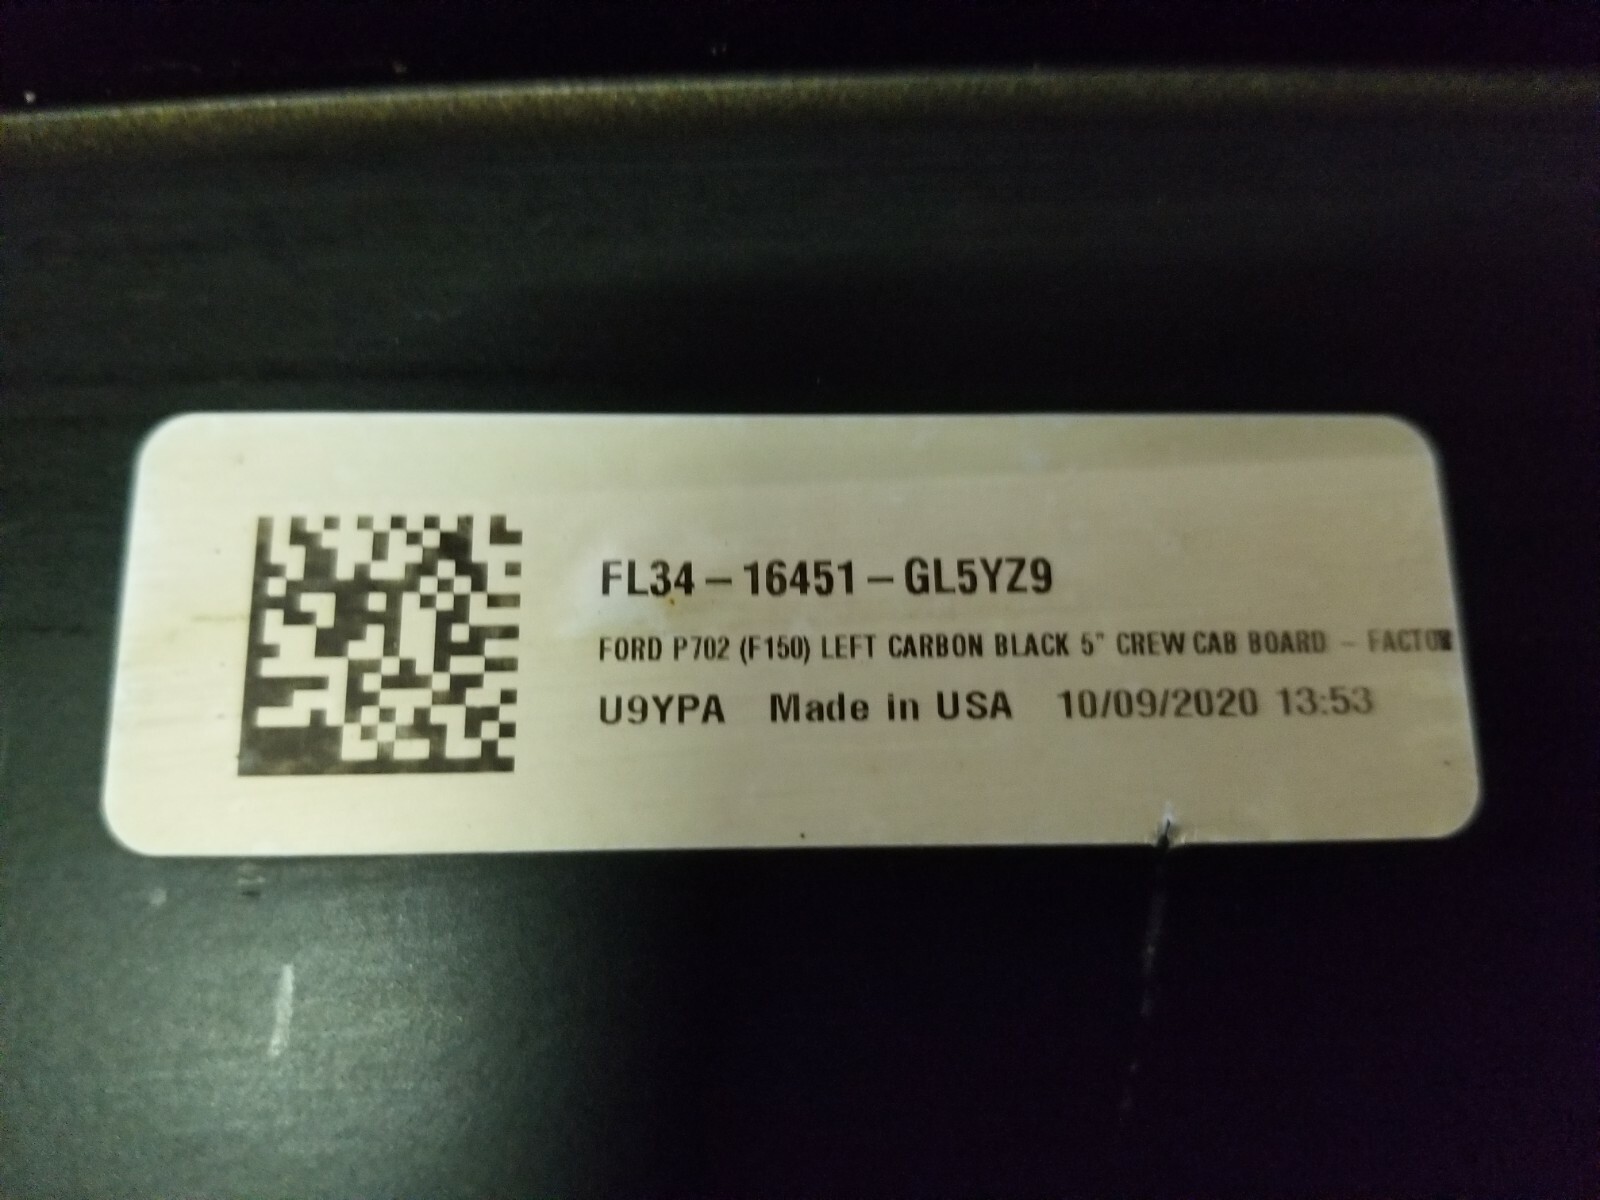 FL34-16451-GL5YZ9
FORD P702 (F150) LEFT CARBON BLACK 5" CREW CAB BOARD -
U9YPA Made in USA 10/09/2020 13:53